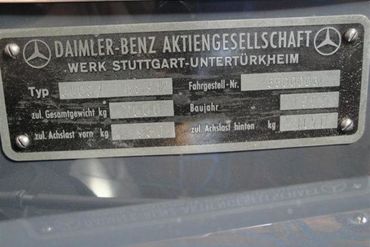 DAIMLER-BENZ AKTIENGESELLSCHAFT
WERK STUTTGART-UNTERTÜRKHEIM
Typ Fahrgestell-Nr.
zul. Gesamtgewicht kg Baujahr
zul. Achslast vorn kg zul. Achslast hinten kg